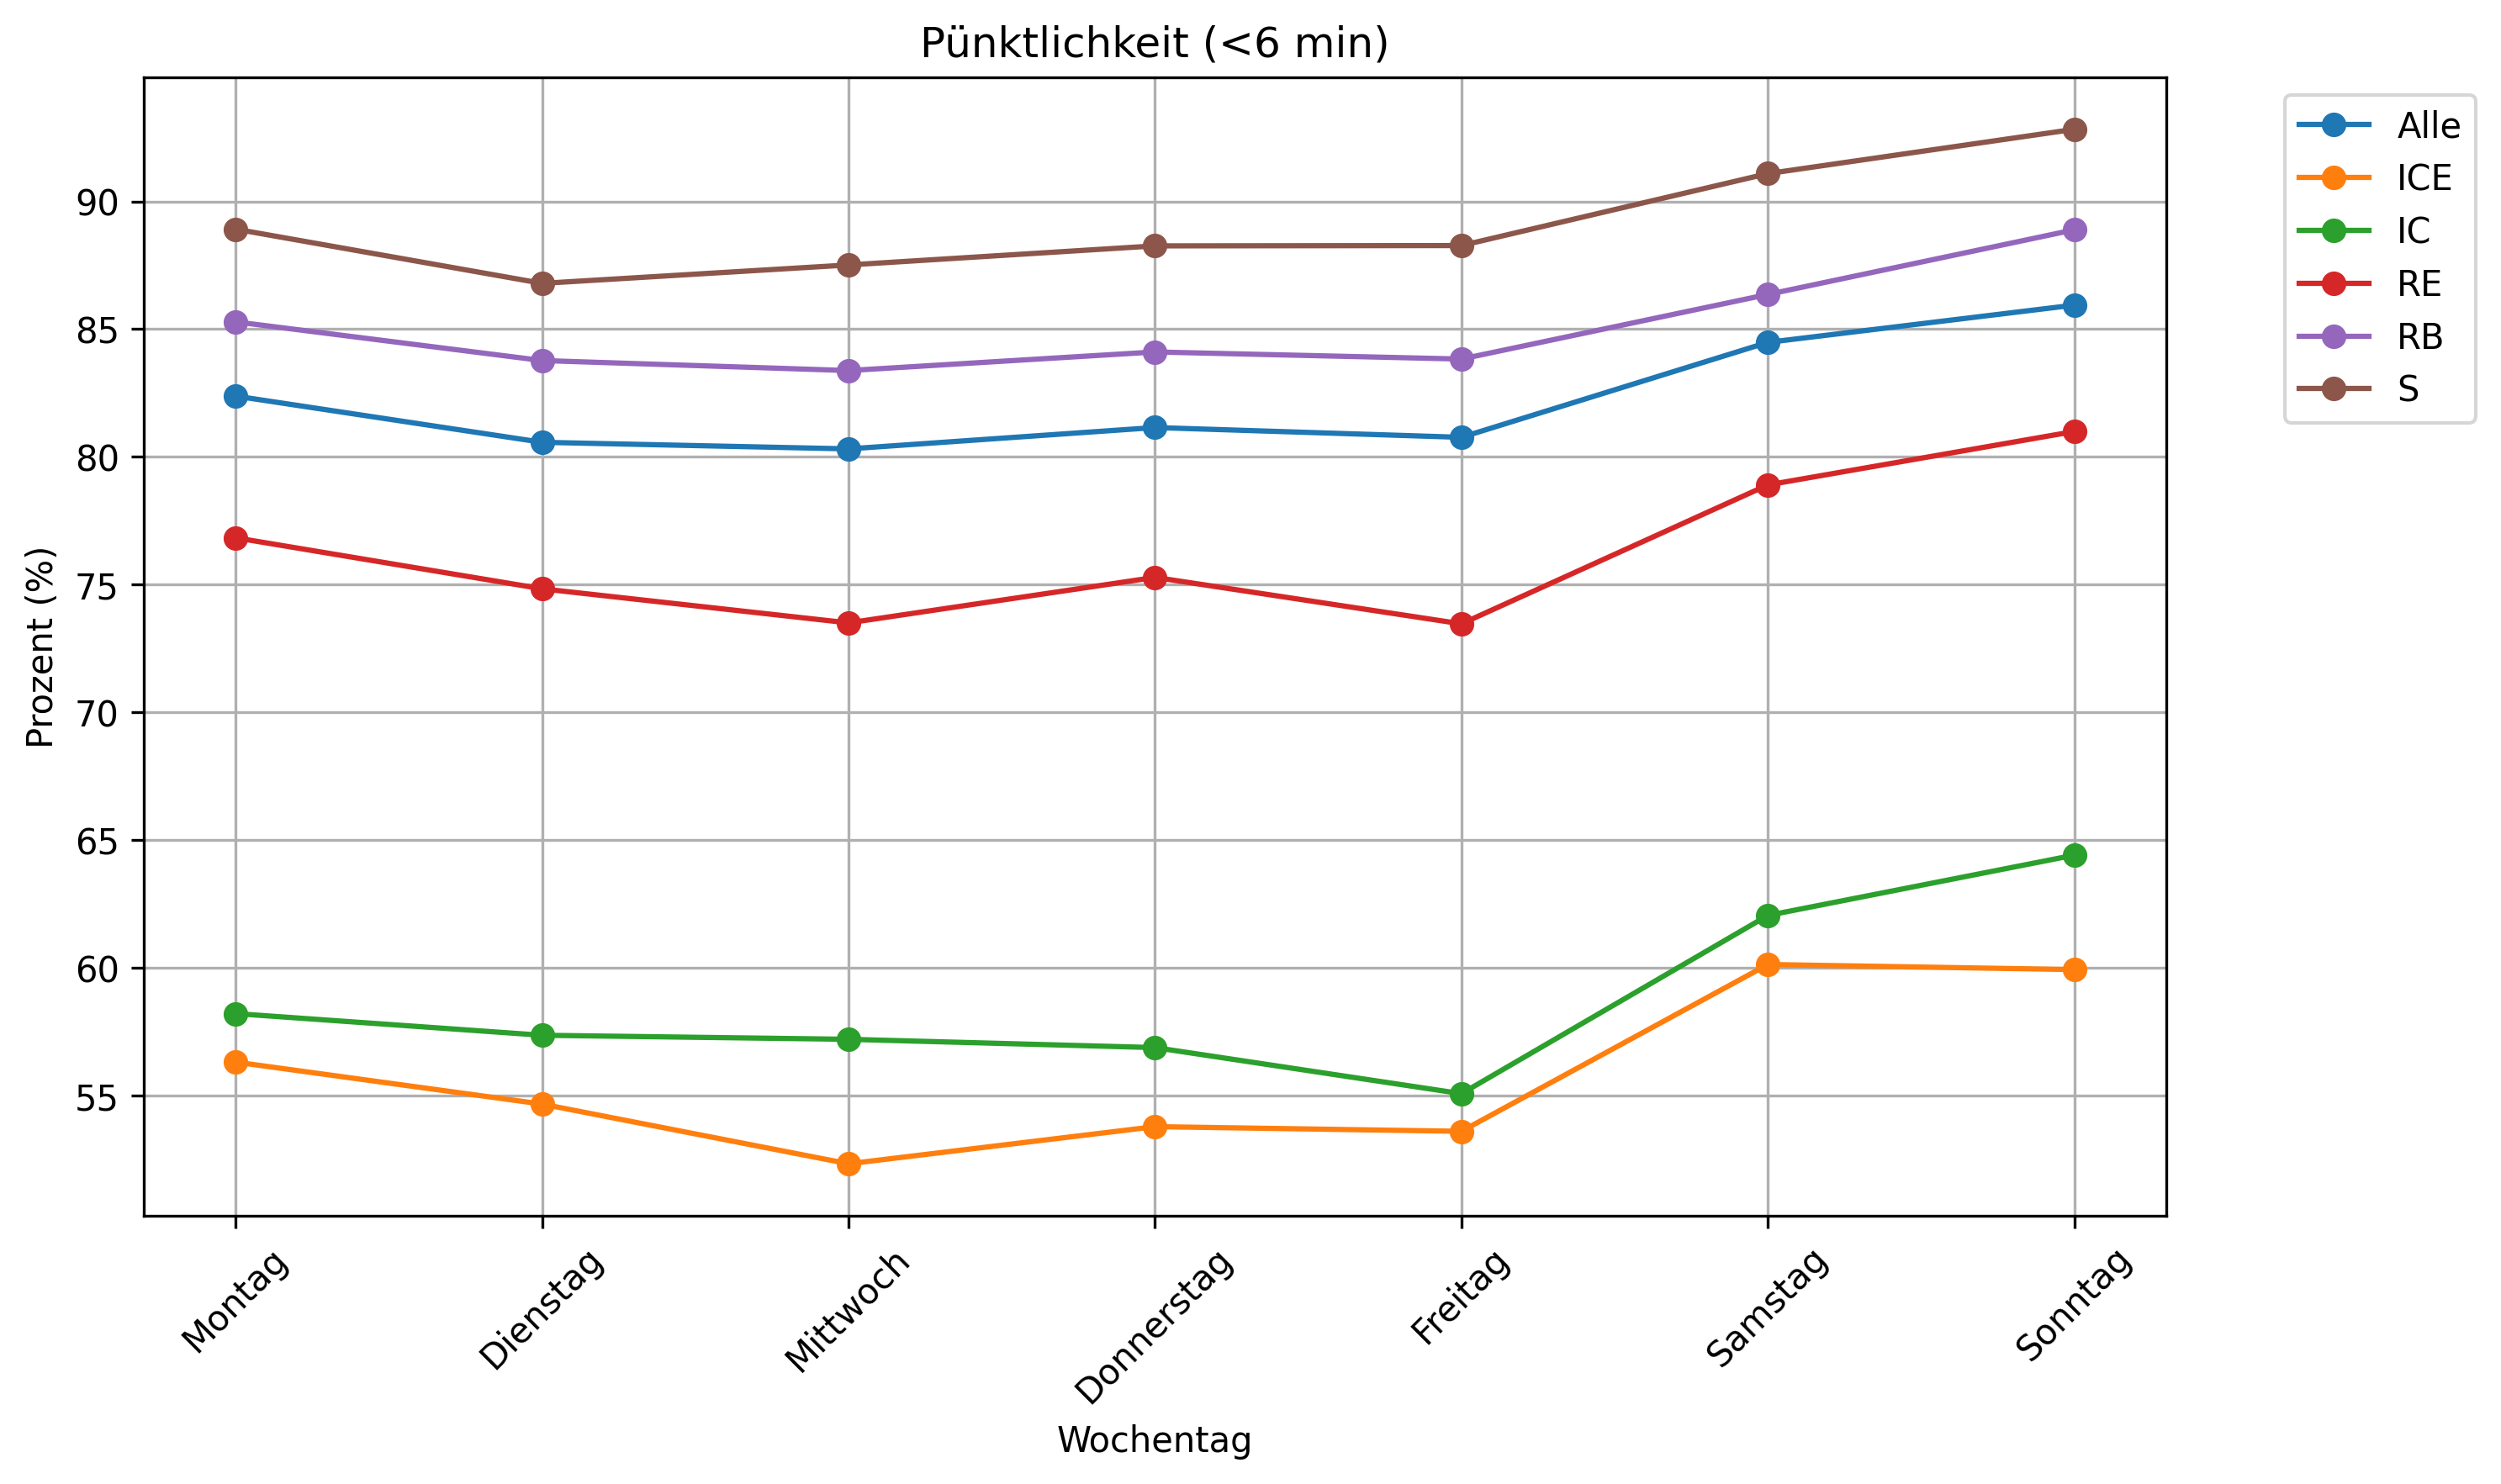 Pünktlichkeit (<6 min)
90
85
80
75
70
65
60
55
Prozent (%)
Montag
Dienstag
Mittwoch
Donnerstag
Freitag
Samstag
Sonntag
Wochentag
Alle
ICE
IC
RE
RB
S